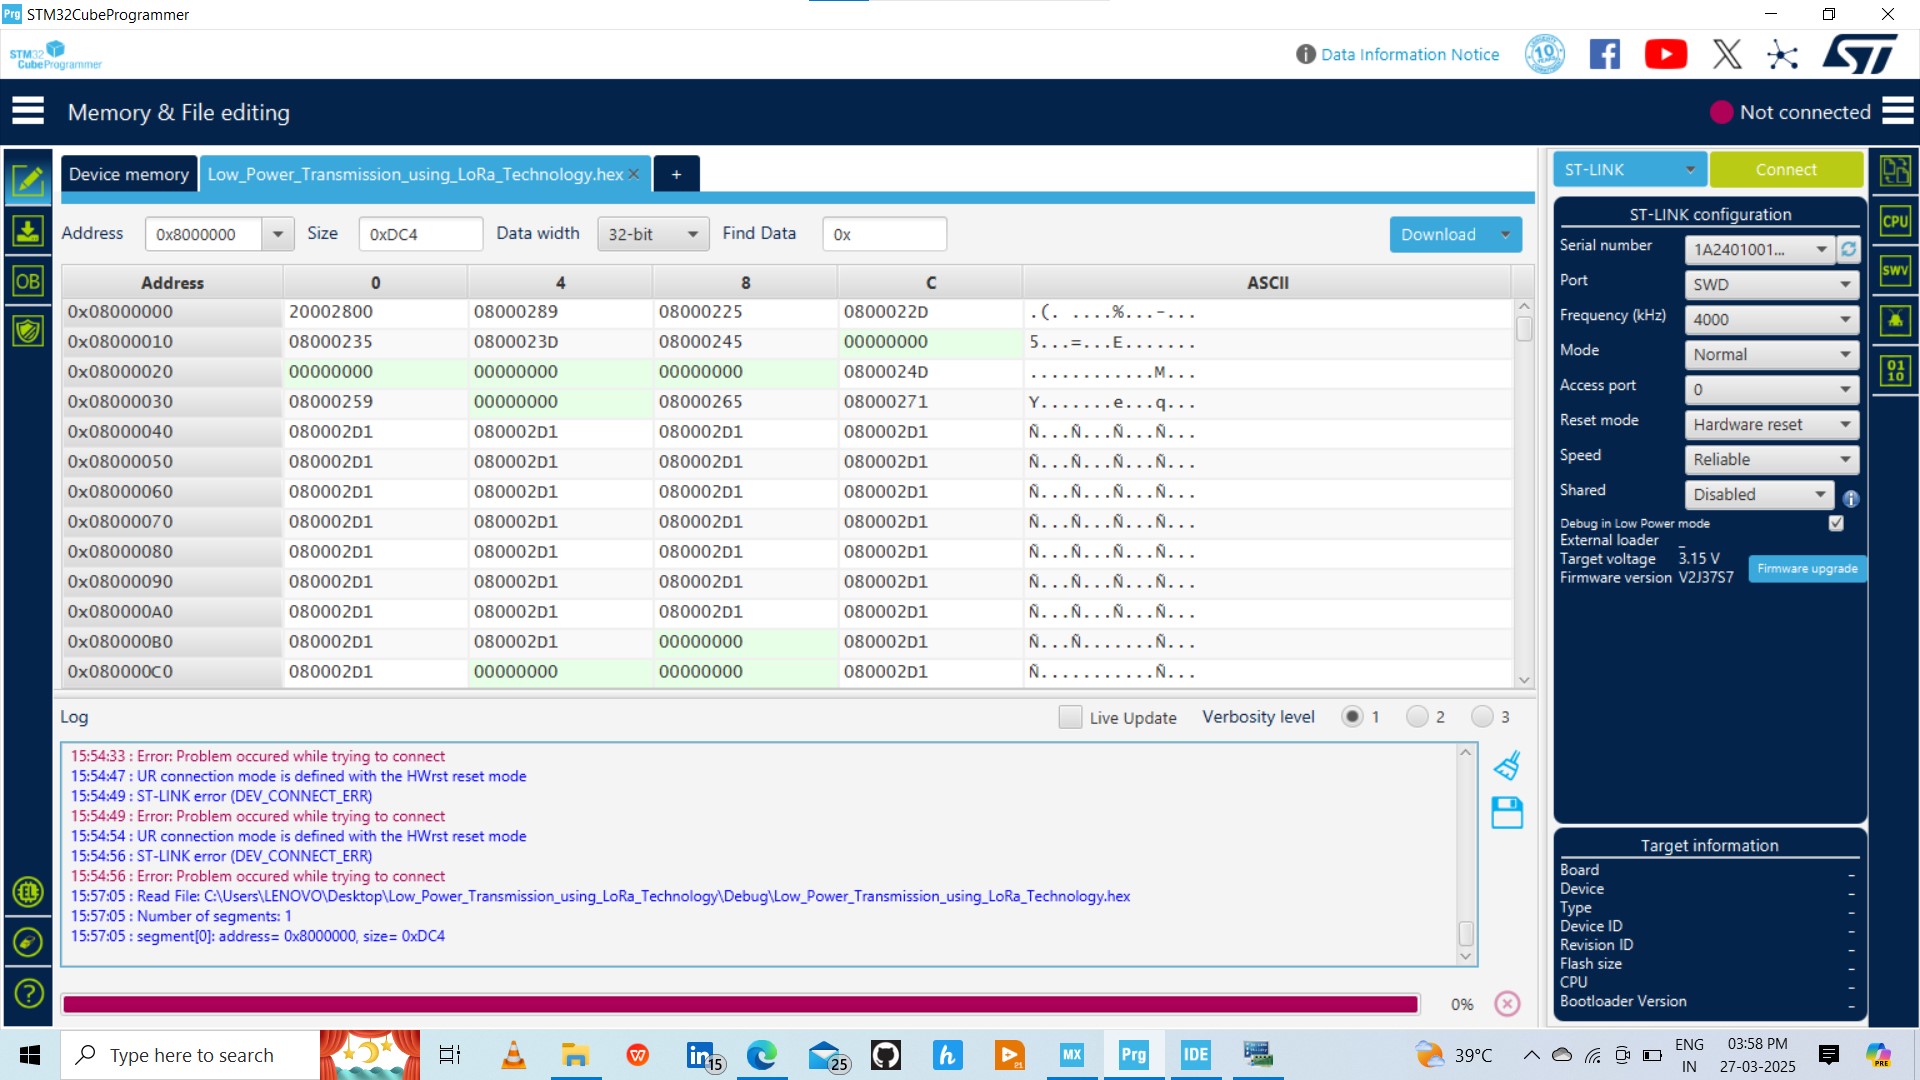 Prg STM32CubeProgrammer
STM32
CubeProgrammer
Data Information Notice
10
Memory & File editing
Not connected
Device memory
Low_Power_Transmission_using_LoRa_Technology.hex
+
Address 0x8000000 Size 0xDC4 Data width 32-bit Find Data 0x Download
Address 0 4 8 C ASCII
0x08000000 20002800 08000289 08000225 0800022D .(. ....%...-...
0x08000010 08000235 0800023D 08000245 00000000 5...=...E.......
0x08000020 00000000 00000000 00000000 0800024D ............M...
0x08000030 08000259 00000000 08000265 08000271 Y.......e...q...
0x08000040 080002D1 080002D1 080002D1 080002D1 Ñ...Ñ...Ñ...Ñ...
0x08000050 080002D1 080002D1 080002D1 080002D1 Ñ...Ñ...Ñ...Ñ...
0x08000060 080002D1 080002D1 080002D1 080002D1 Ñ...Ñ...Ñ...Ñ...
0x08000070 080002D1 080002D1 080002D1 080002D1 Ñ...Ñ...Ñ...Ñ...
0x08000080 080002D1 080002D1 080002D1 080002D1 Ñ...Ñ...Ñ...Ñ...
0x08000090 080002D1 080002D1 080002D1 080002D1 Ñ...Ñ...Ñ...Ñ...
0x080000A0 080002D1 080002D1 080002D1 080002D1 Ñ...Ñ...Ñ...Ñ...
0x080000B0 080002D1 080002D1 00000000 080002D1 Ñ...Ñ.......Ñ...
0x080000C0 080002D1 00000000 00000000 080002D1 Ñ...........Ñ...
Log
Live Update Verbosity level 1 2 3
15:54:33 : Error: Problem occured while trying to connect
15:54:47 : UR connection mode is defined with the HWrst reset mode
15:54:49 : ST-LINK error (DEV_CONNECT_ERR)
15:54:49 : Error: Problem occured while trying to connect
15:54:54 : UR connection mode is defined with the HWrst reset mode
15:54:56 : ST-LINK error (DEV_CONNECT_ERR)
15:54:56 : Error: Problem occured while trying to connect
15:57:05 : Read File: C:\Users\LENOVO\Desktop\Low_Power_Transmission_using_LoRa_Technology\Debug\Low_Power_Transmission_using_LoRa_Technology.hex
15:57:05 : Number of segments: 1
15:57:05 : segment[0]: address= 0x8000000, size= 0xDC4
0%
OB
ST-LINK Connect
ST-LINK configuration
Serial number 1A2401001...
Port SWD
Frequency (kHz) 4000
Mode Normal
Access port 0
Reset mode Hardware reset
Speed Reliable
Shared Disabled
Debug in Low Power mode
External loader _
Target voltage 3.15 V
Firmware version V2J37S7 Firmware upgrade
Target information
Board _
Device _
Type _
Device ID _
Revision ID _
Flash size _
CPU _
Bootloader Version _
CPU
SWV
01
10
Type here to search
15
25
MX
Prg
IDE
39°C
ENG
IN
03:58 PM
27-03-2025
PRE